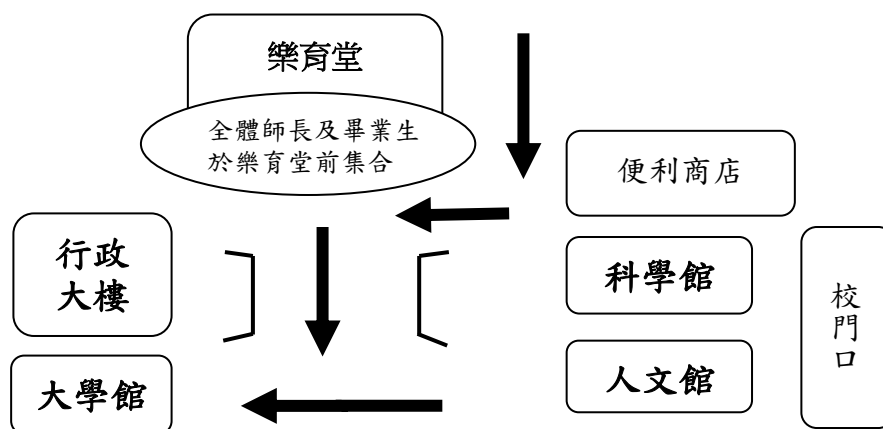 樂育堂
全體師長及畢業生
於樂育堂前集合
便利商店
行政
大樓
科學館
校門口
大學館
人文館